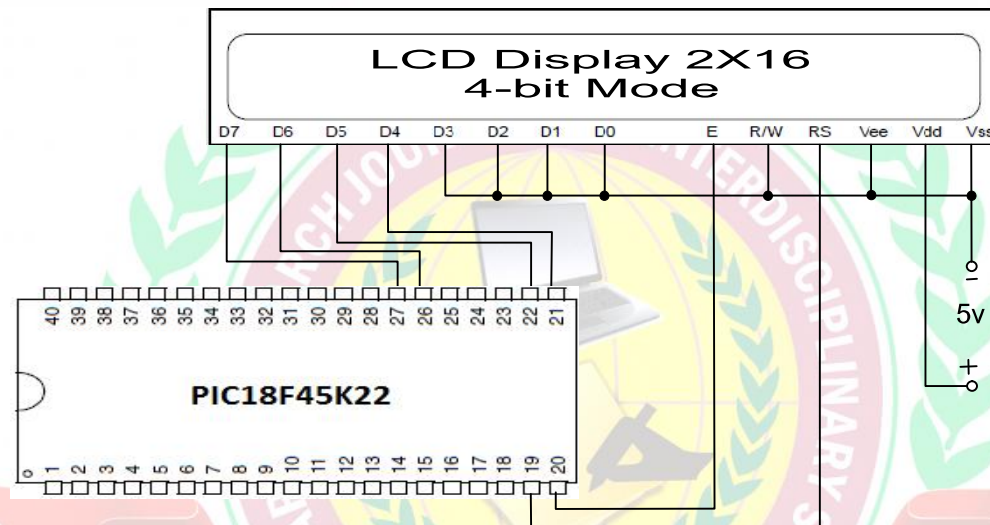 LCD Display 2X16
4-bit Mode
D7 D6 D5 D4 D3 D2 D1 D0 E R/W RS Vee Vdd Vss
-
5v
+
40 39 38 37 36 35 34 33 32 31 30 29 28 27 26 25 24 23 22 21
PIC18F45K22
1 2 3 4 5 6 7 8 9 10 11 12 13 14 15 16 17 18 19 20